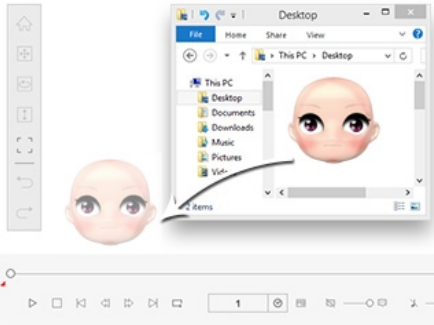 Desktop
File Home Share View
This PC Desktop
This PC
Desktop
Documents
Downloads
Music
Pictures
2 items
1